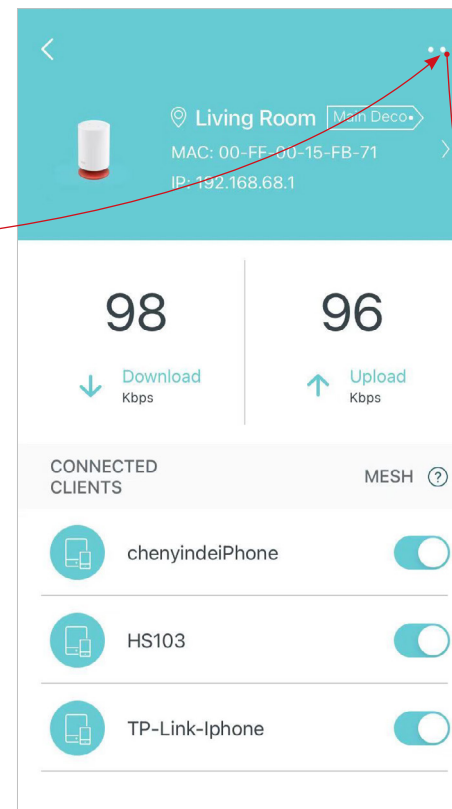 Living Room Main Deco
MAC: 00-FF-00-15-FB-71
IP: 192.168.68.1
98 96
Download Upload
Kbps Kbps
CONNECTED
CLIENTS
MESH ?
chenyindeiPhone
HS103
TP-Link-Iphone